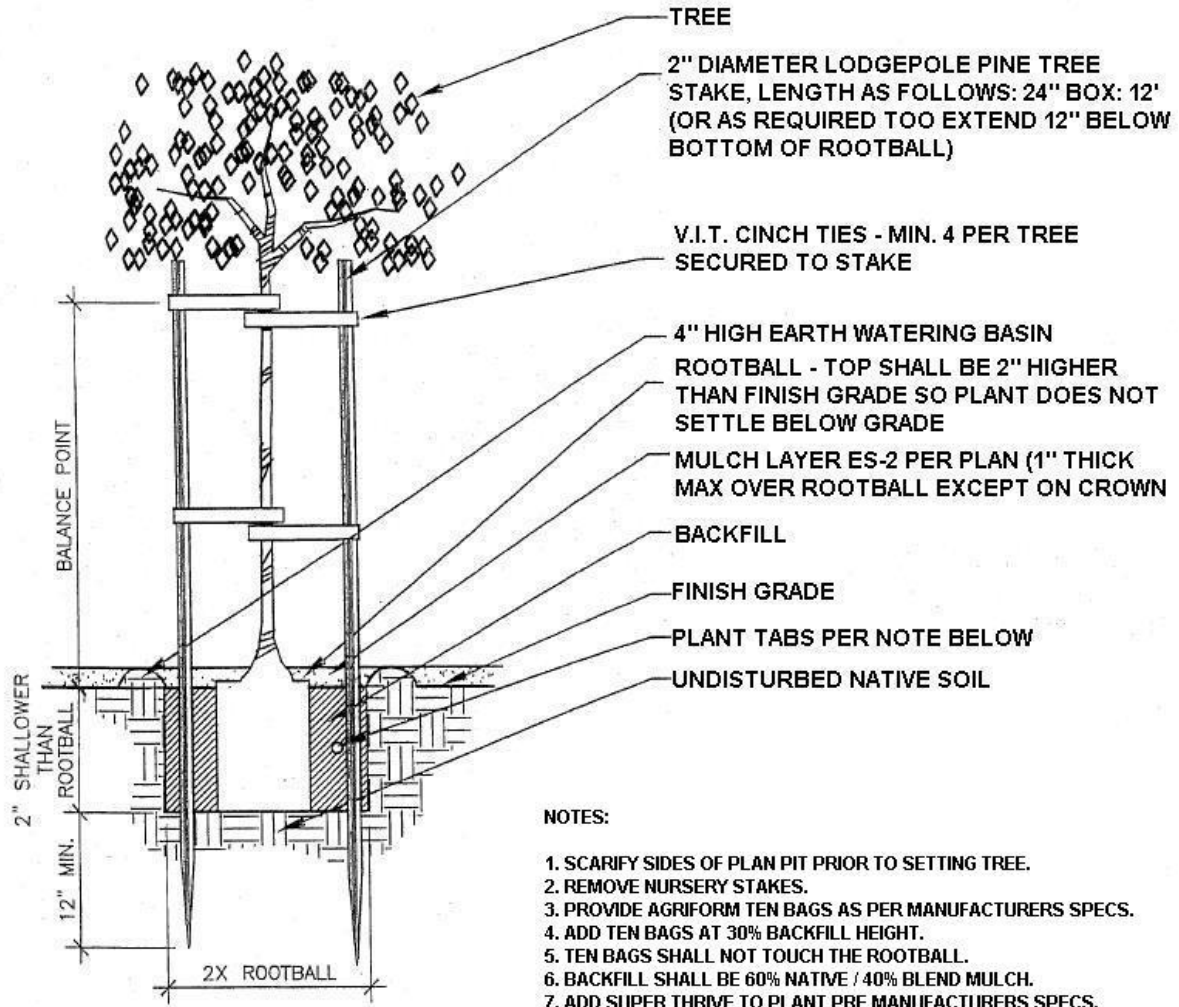 TREE
2" DIAMETER LODGEPOLE PINE TREE
STAKE, LENGTH AS FOLLOWS: 24" BOX: 12'
(OR AS REQUIRED TOO EXTEND 12" BELOW
BOTTOM OF ROOTBALL)
V.I.T. CINCH TIES - MIN. 4 PER TREE
SECURED TO STAKE
4" HIGH EARTH WATERING BASIN
ROOTBALL - TOP SHALL BE 2" HIGHER
THAN FINISH GRADE SO PLANT DOES NOT
SETTLE BELOW GRADE
MULCH LAYER ES-2 PER PLAN (1" THICK
MAX OVER ROOTBALL EXCEPT ON CROWN
BACKFILL
FINISH GRADE
PLANT TABS PER NOTE BELOW
UNDISTURBED NATIVE SOIL
BALANCE POINT
2" SHALLOWER
THAN
ROOTBALL
12" MIN.
2X ROOTBALL
NOTES:
1. SCARIFY SIDES OF PLAN PIT PRIOR TO SETTING TREE.
2. REMOVE NURSERY STAKES.
3. PROVIDE AGRIFORM TEN BAGS AS PER MANUFACTURERS SPECS.
4. ADD TEN BAGS AT 30% BACKFILL HEIGHT.
5. TEN BAGS SHALL NOT TOUCH THE ROOTBALL.
6. BACKFILL SHALL BE 60% NATIVE / 40% BLEND MULCH.
7. ADD SUPER THRIVE TO PLANT PRE MANUFACTURERS SPECS.